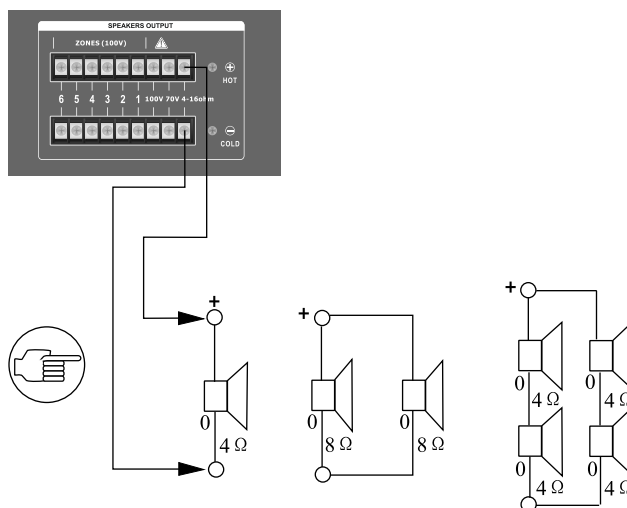 SPEAKERS OUTPUT
ZONES (100V)
HOT
6 5 4 3 2 1 100V 70V 4-16ohm
COLD
+
+
+
0
4 Ω
0
8 Ω
0
8 Ω
0
4 Ω
0
4 Ω
0
4 Ω
0
4 Ω